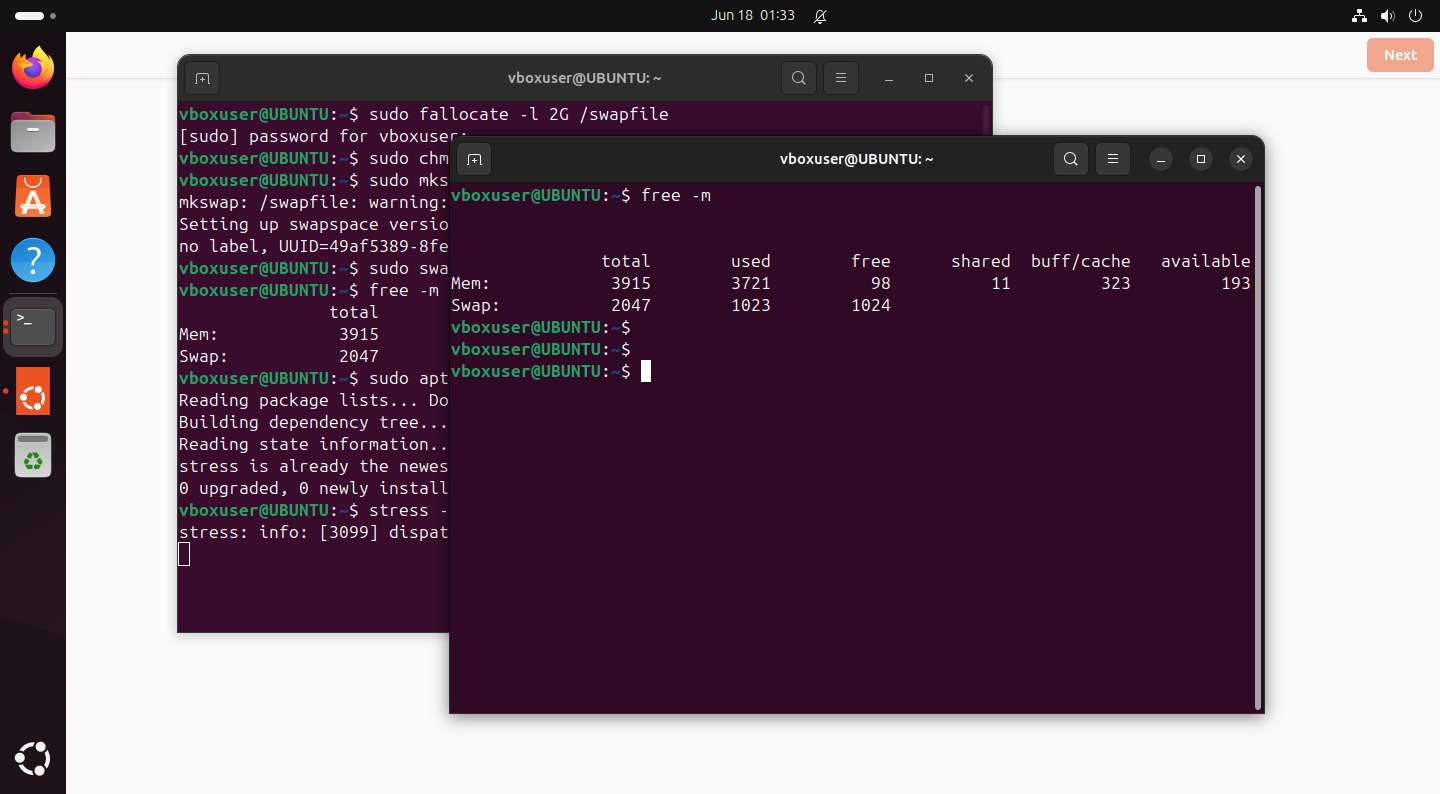 Jun 18 01:33
Next
vboxuser@UBUNTU: ~
vboxuser@UBUNTU:~$ sudo fallocate -l 2G /swapfile
[sudo] password for vboxuser:
vboxuser@UBUNTU:~$ sudo chm
vboxuser@UBUNTU:~$ sudo mks
mkswap: /swapfile: warning:
Setting up swapspace versio
no label, UUID=49af5389-8fe
vboxuser@UBUNTU:~$ sudo swa
vboxuser@UBUNTU:~$ free -m
total
Mem: 3915
Swap: 2047
vboxuser@UBUNTU:~$ sudo apt
Reading package lists... Do
Building dependency tree...
Reading state information..
stress is already the newes
0 upgraded, 0 newly install
vboxuser@UBUNTU:~$ stress -
stress: info: [3099] dispat
vboxuser@UBUNTU: ~
vboxuser@UBUNTU:~$ free -m
total used free shared buff/cache available
Mem: 3915 3721 98 11 323 193
Swap: 2047 1023 1024
vboxuser@UBUNTU:~$
vboxuser@UBUNTU:~$
vboxuser@UBUNTU:~$